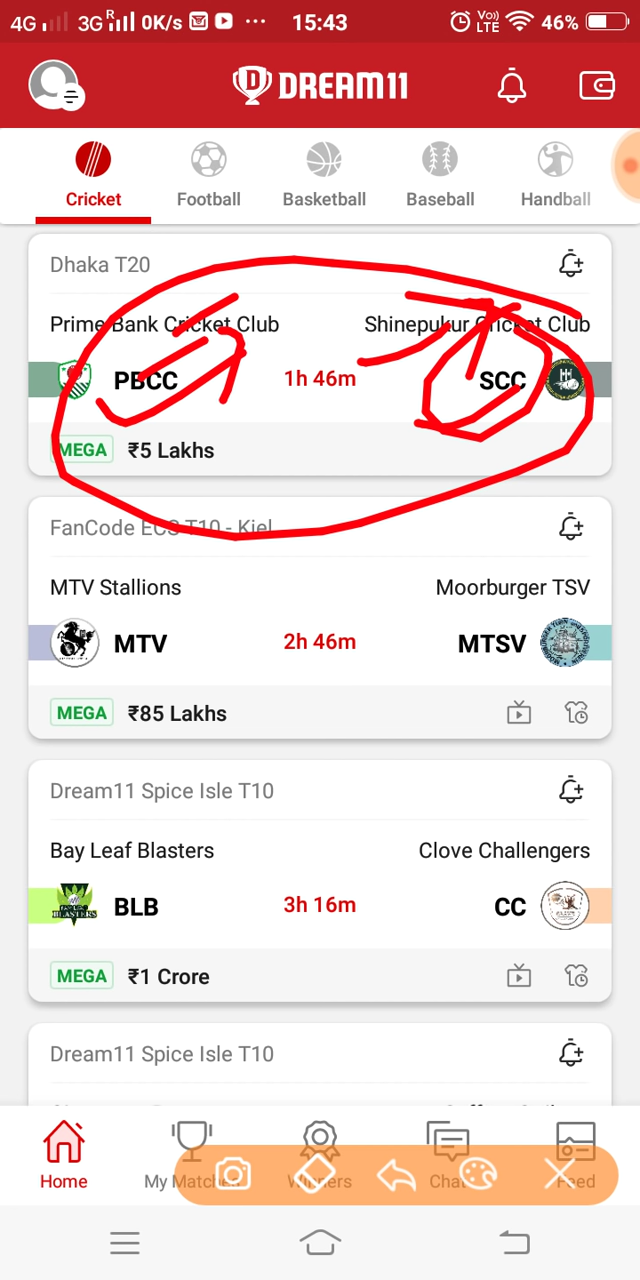 4G 3G R 0K/s 15:43 Vo) LTE 46%
DREAM11
Cricket Football Basketball Baseball Handball
Dhaka T20
Prime Bank Cricket Club Shinepukur Cricket Club
PBCC 1h 46m SCC
MEGA ₹5 Lakhs
FanCode ECS T10 - Kiel
MTV Stallions Moorburger TSV
MTV 2h 46m MTSV
MEGA ₹85 Lakhs
Dream11 Spice Isle T10
Bay Leaf Blasters Clove Challengers
BLB 3h 16m CC
MEGA ₹1 Crore
Dream11 Spice Isle T10
Home My Matches Winners Chat Feed